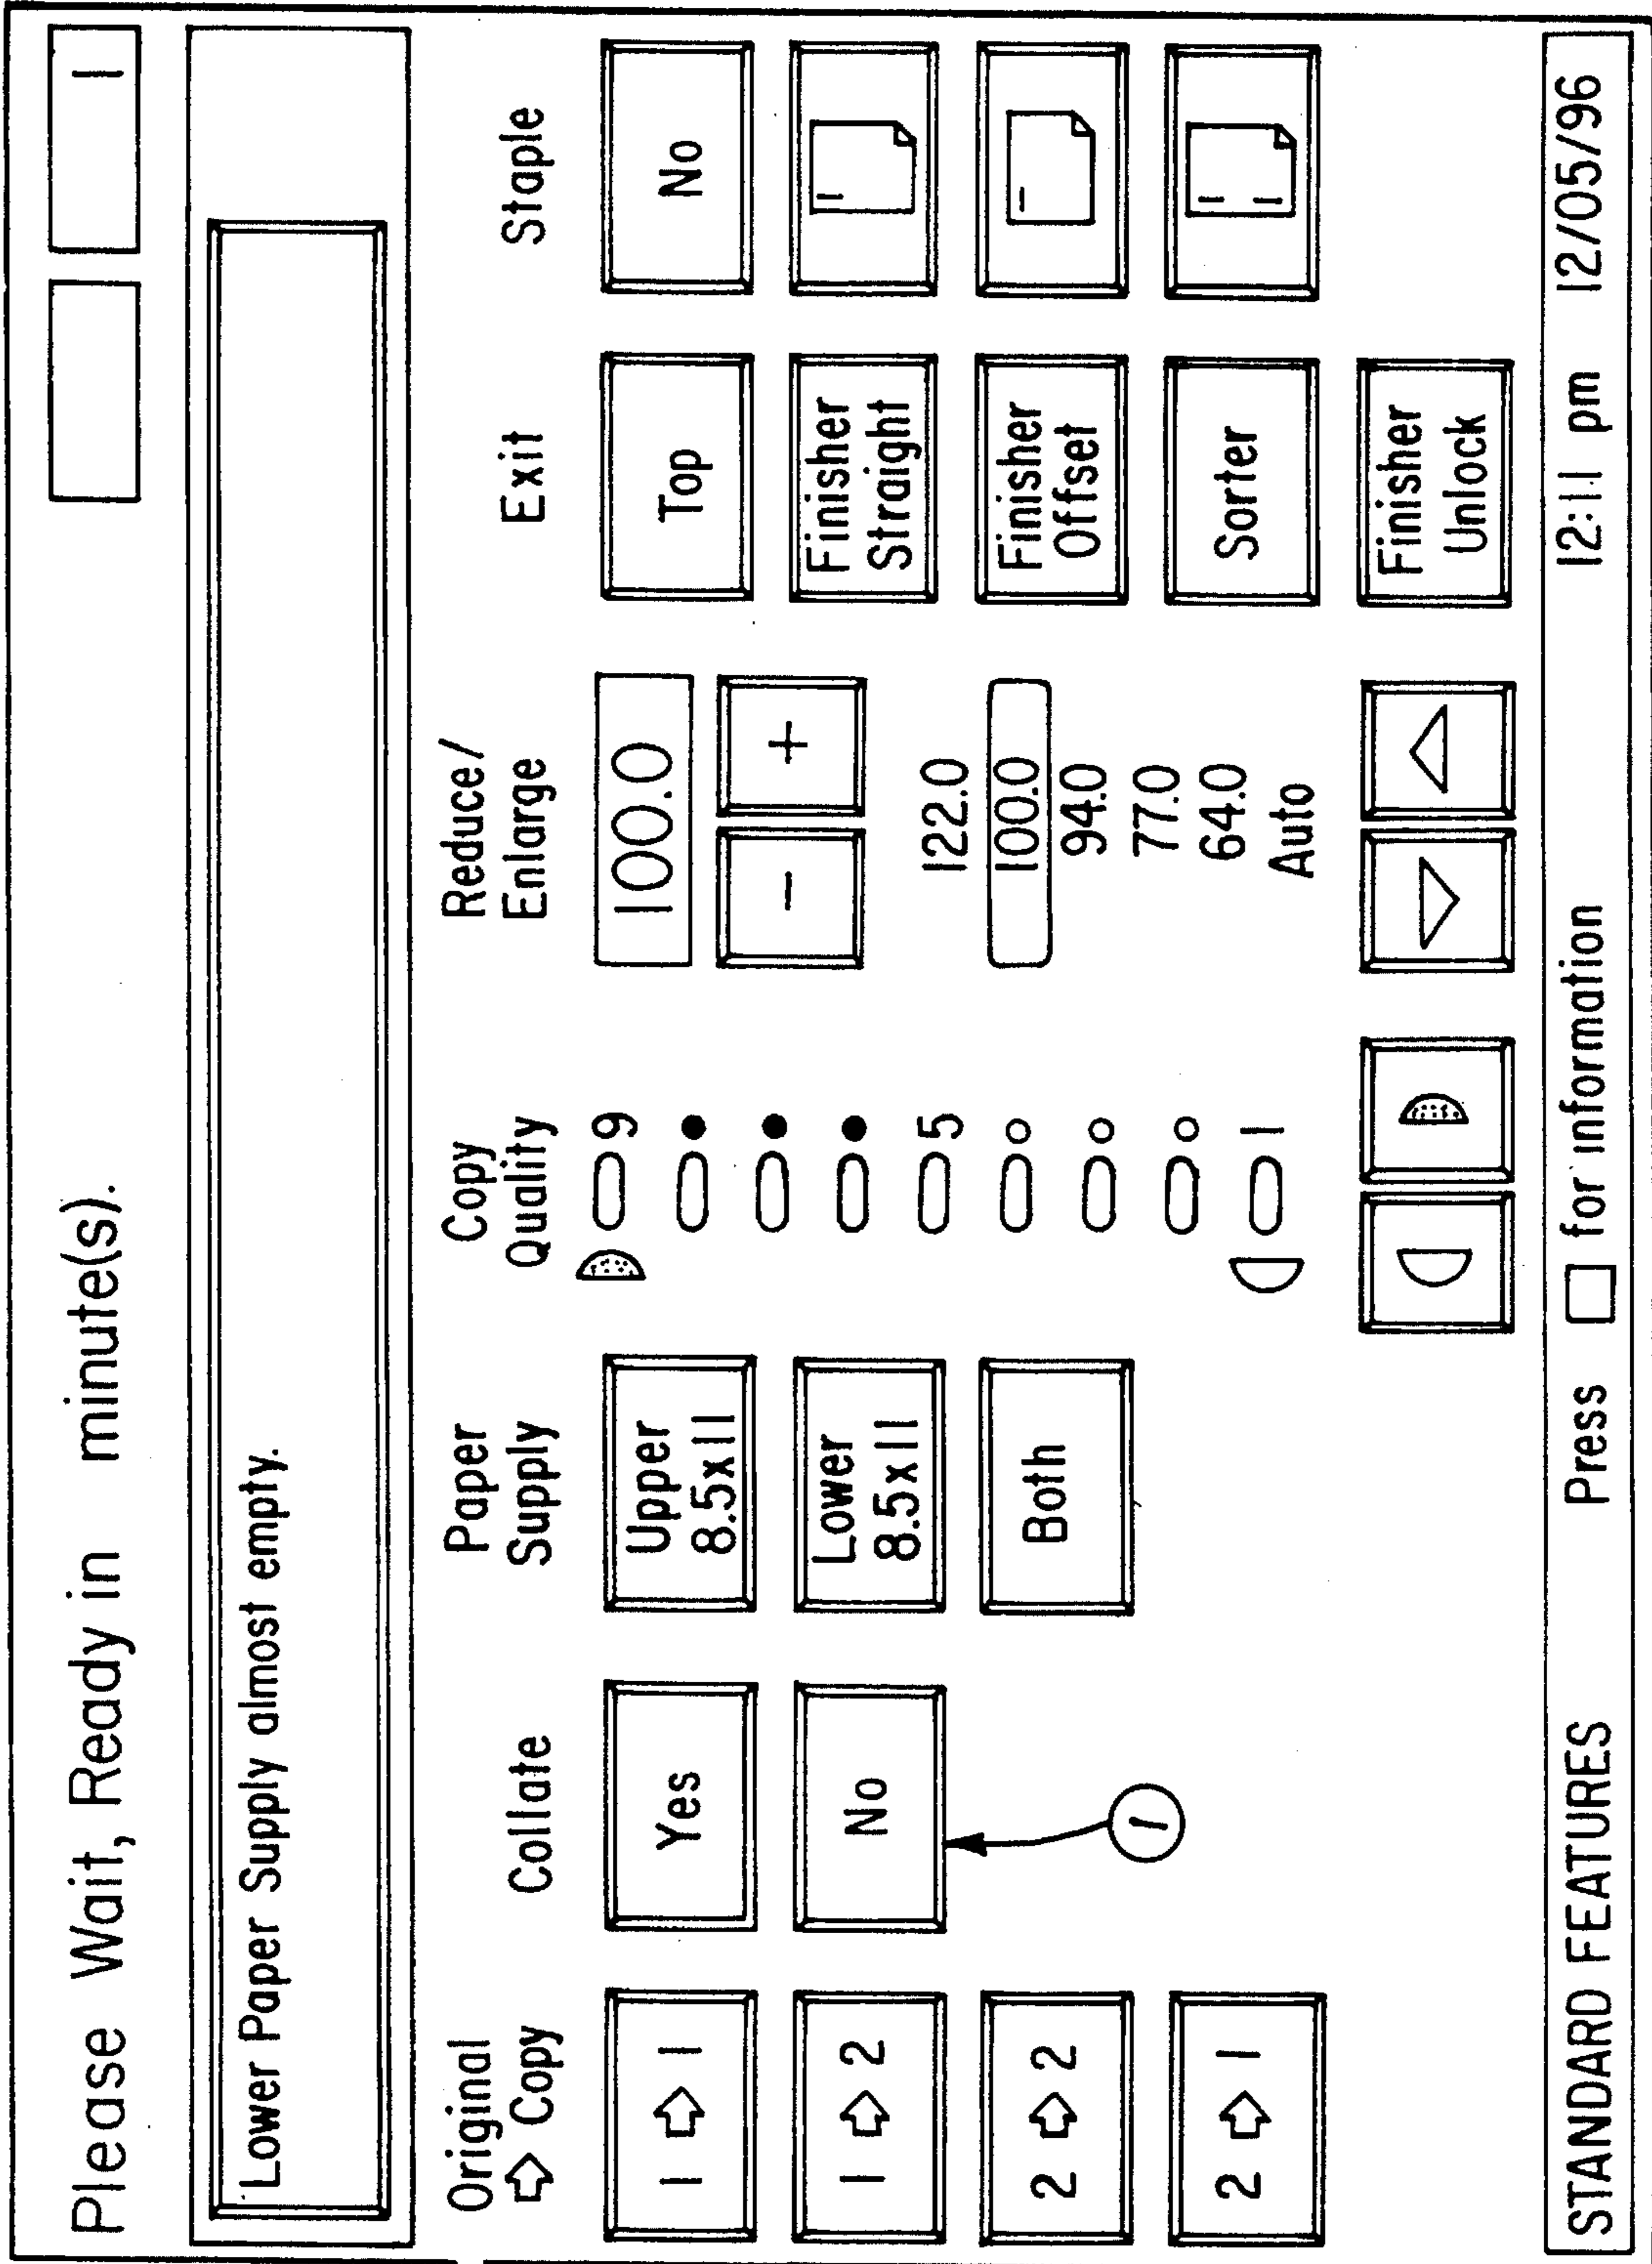 Please Wait, Ready in minute(s).
1
Lower Paper Supply almost empty.
Original
⇨ Copy
1 ⇨ 1
1 ⇨ 2
2 ⇨ 2
2 ⇨ 1
Collate
Yes
No
1
Paper
Supply
Upper
8.5x11
Lower
8.5x11
Both
Copy
Quality
9
5
1
Reduce/
Enlarge
100.0
- +
122.0
100.0
94.0
77.0
64.0
Auto
Exit
Top
Finisher
Straight
Finisher
Offset
Sorter
Finisher
Unlock
Staple
No
STANDARD FEATURES Press □ for information 12:11 pm 12/05/96